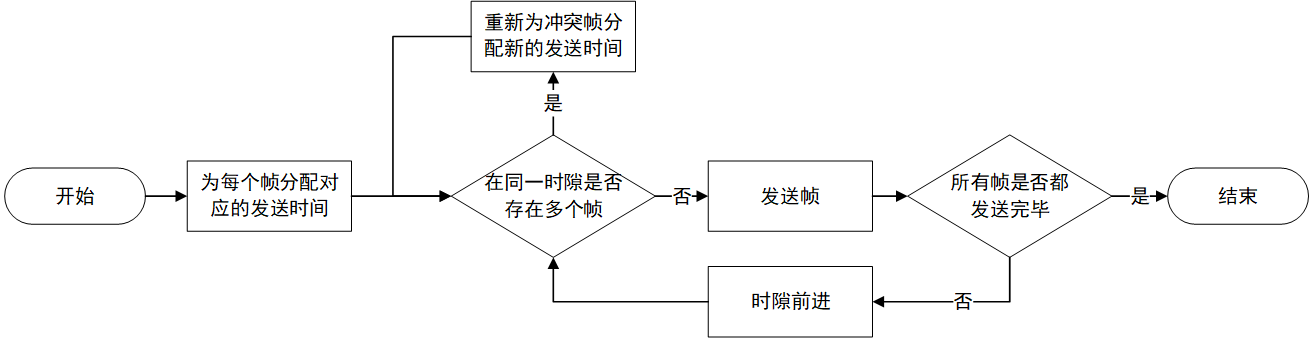 重新为冲突帧分
配新的发送时间
是
开始
为每个帧分配对
应的发送时间
在同一时隙是否
存在多个帧
否
发送帧
所有帧是否都
发送完毕
是
结束
时隙前进
否